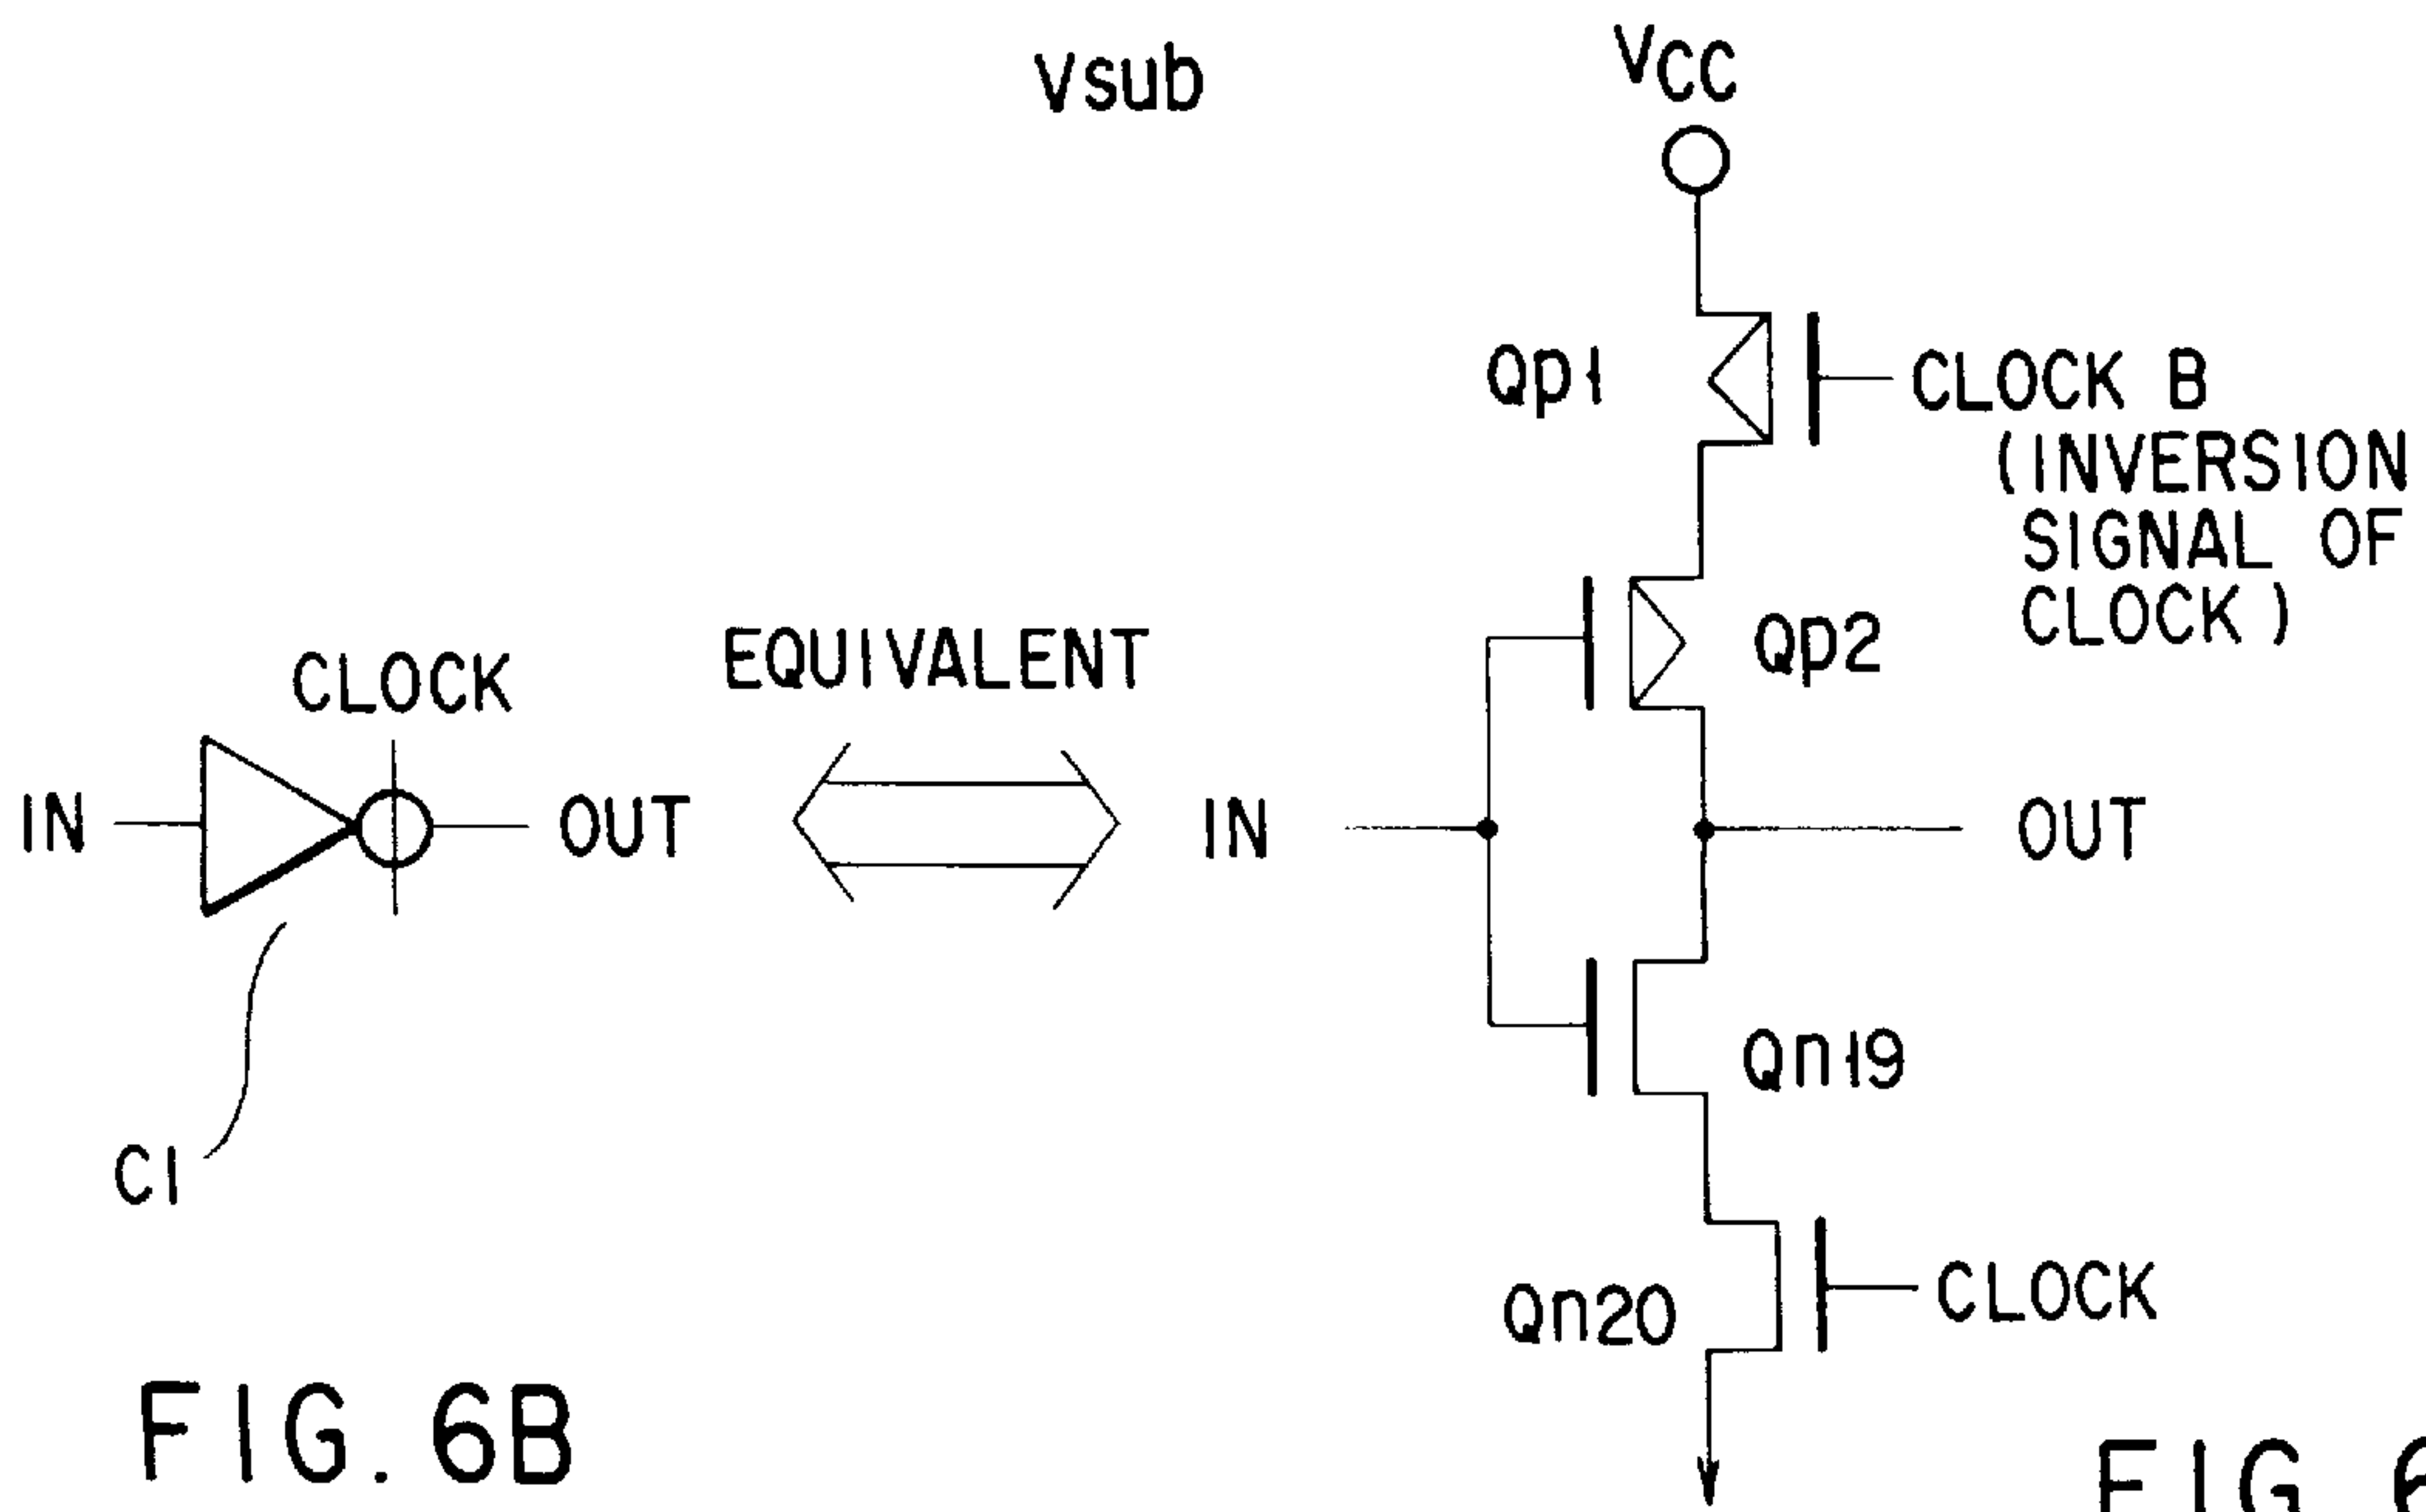 Vsub
VCC
Qp1
CLOCK B
(INVERSION
SIGNAL OF
CLOCK)
Qp2
EQUIVALENT
CLOCK
IN
OUT
IN
OUT
Qn19
C1
Qn20
CLOCK
FIG. 6B
FIG